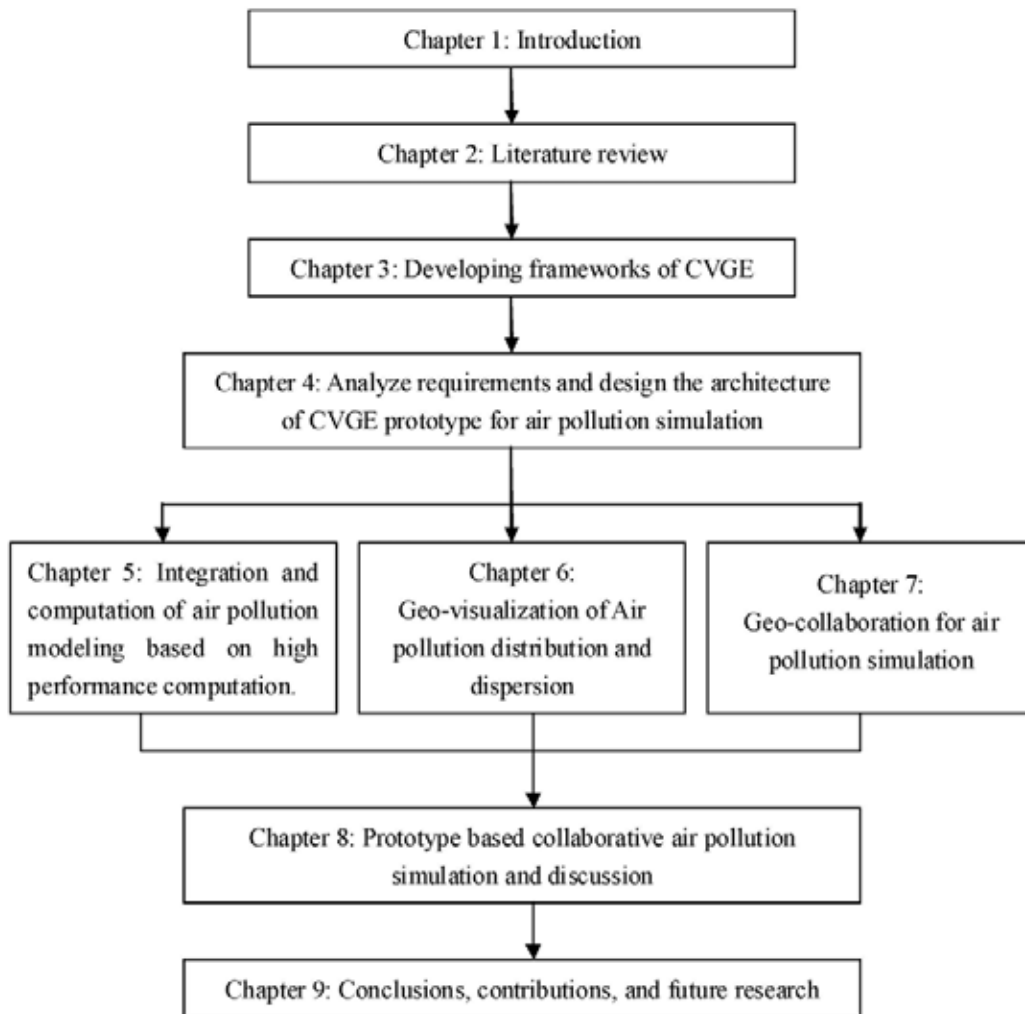 Chapter 1: Introduction
Chapter 2: Literature review
Chapter 3: Developing frameworks of CVGE
Chapter 4: Analyze requirements and design the architecture
of CVGE prototype for air pollution simulation
Chapter 5: Integration and
computation of air pollution
modeling based on high
performance computation.
Chapter 6:
Geo-visualization of Air
pollution distribution and
dispersion
Chapter 7:
Geo-collaboration for air
pollution simulation
Chapter 8: Prototype based collaborative air pollution
simulation and discussion
Chapter 9: Conclusions, contributions, and future research